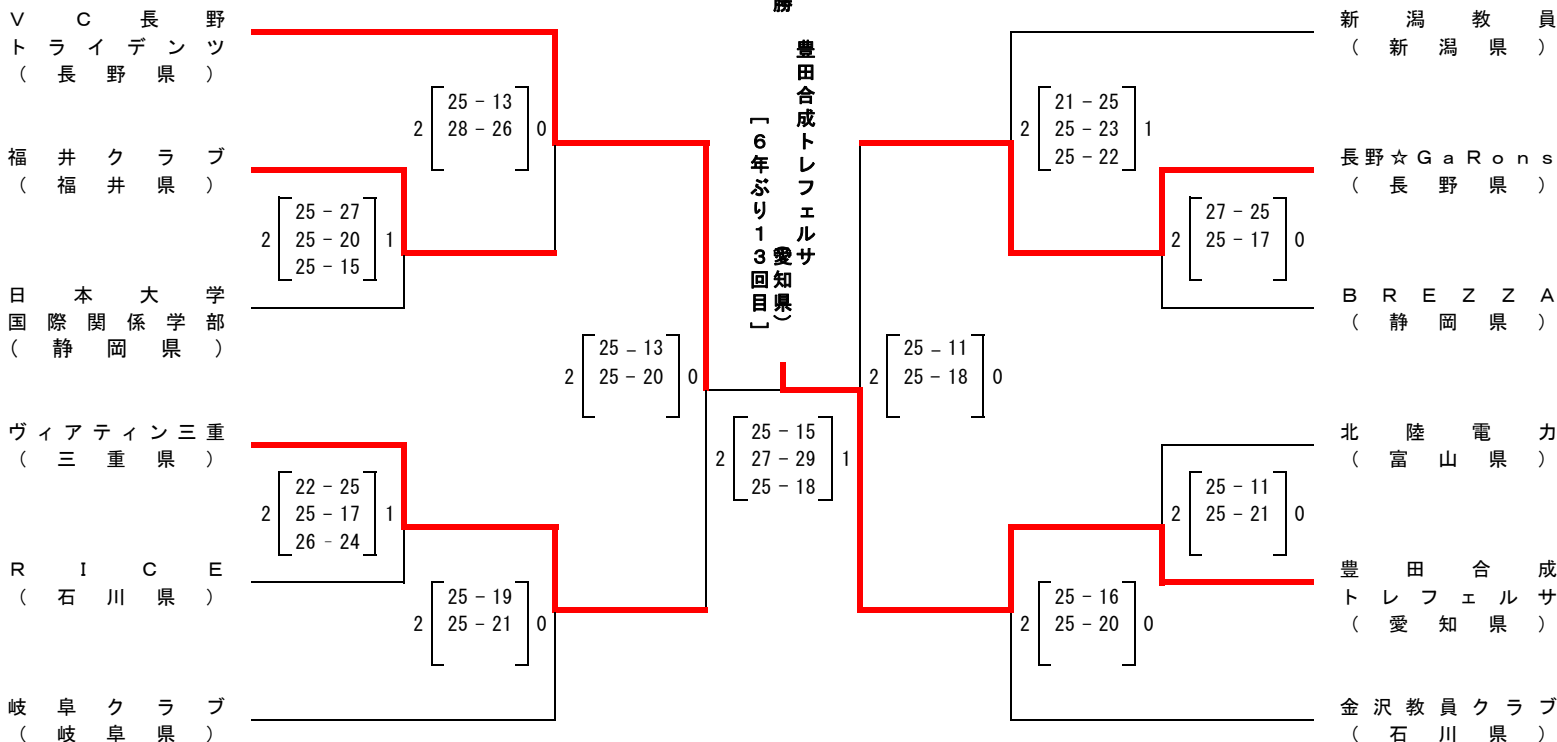 勝
豊田合成トレフェルサ
（愛知県）
［６年ぶり１３回目］
ＶＣ長野
トライデンツ
（長野県）
福井クラブ
（福井県）
日本大学
国際関係学部
（静岡県）
ヴィアティン三重
（三重県）
ＲＩＣＥ
（石川県）
岐阜クラブ
（岐阜県）
2 25 − 13 0
28 − 26
25 − 27
2 25 − 20 1
25 − 15
25 − 13
2 25 − 20 0
22 − 25
2 25 − 17 1
26 − 24
25 − 19
2 25 − 21 0
25 − 15
2 27 − 29 1
25 − 18
25 − 11
2 25 − 18 0
21 − 25
2 25 − 23 1
25 − 22
27 − 25
2 25 − 17 0
25 − 11
2 25 − 21 0
25 − 16
2 25 − 20 0
新潟教員
（新潟県）
長野☆ＧａＲｏｎｓ
（長野県）
ＢＲＥＺＺＡ
（静岡県）
北陸電力
（富山県）
豊田合成
トレフェルサ
（愛知県）
金沢教員クラブ
（石川県）